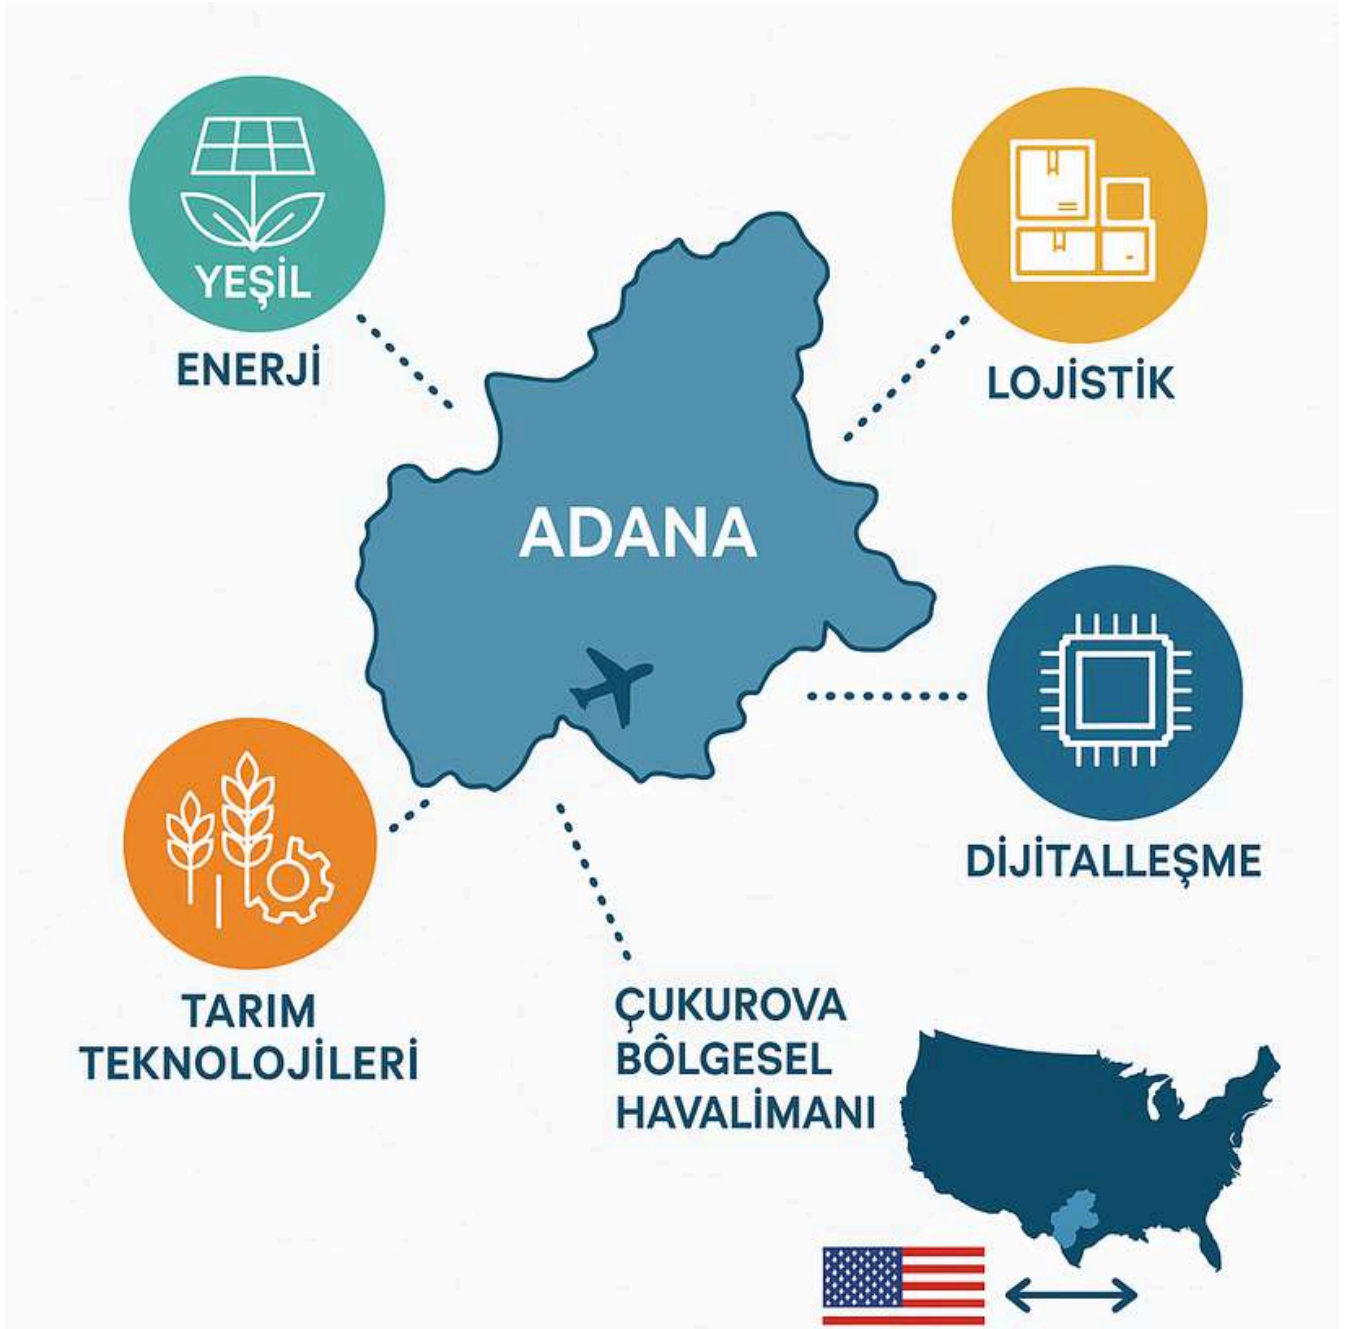 YEŞİL
ENERJİ
LOJİSTİK
ADANA
DİJİTALLEŞME
TARIM
TEKNOLOJİLERİ
ÇUKUROVA
BÔLGESEL
HAVALİMANI